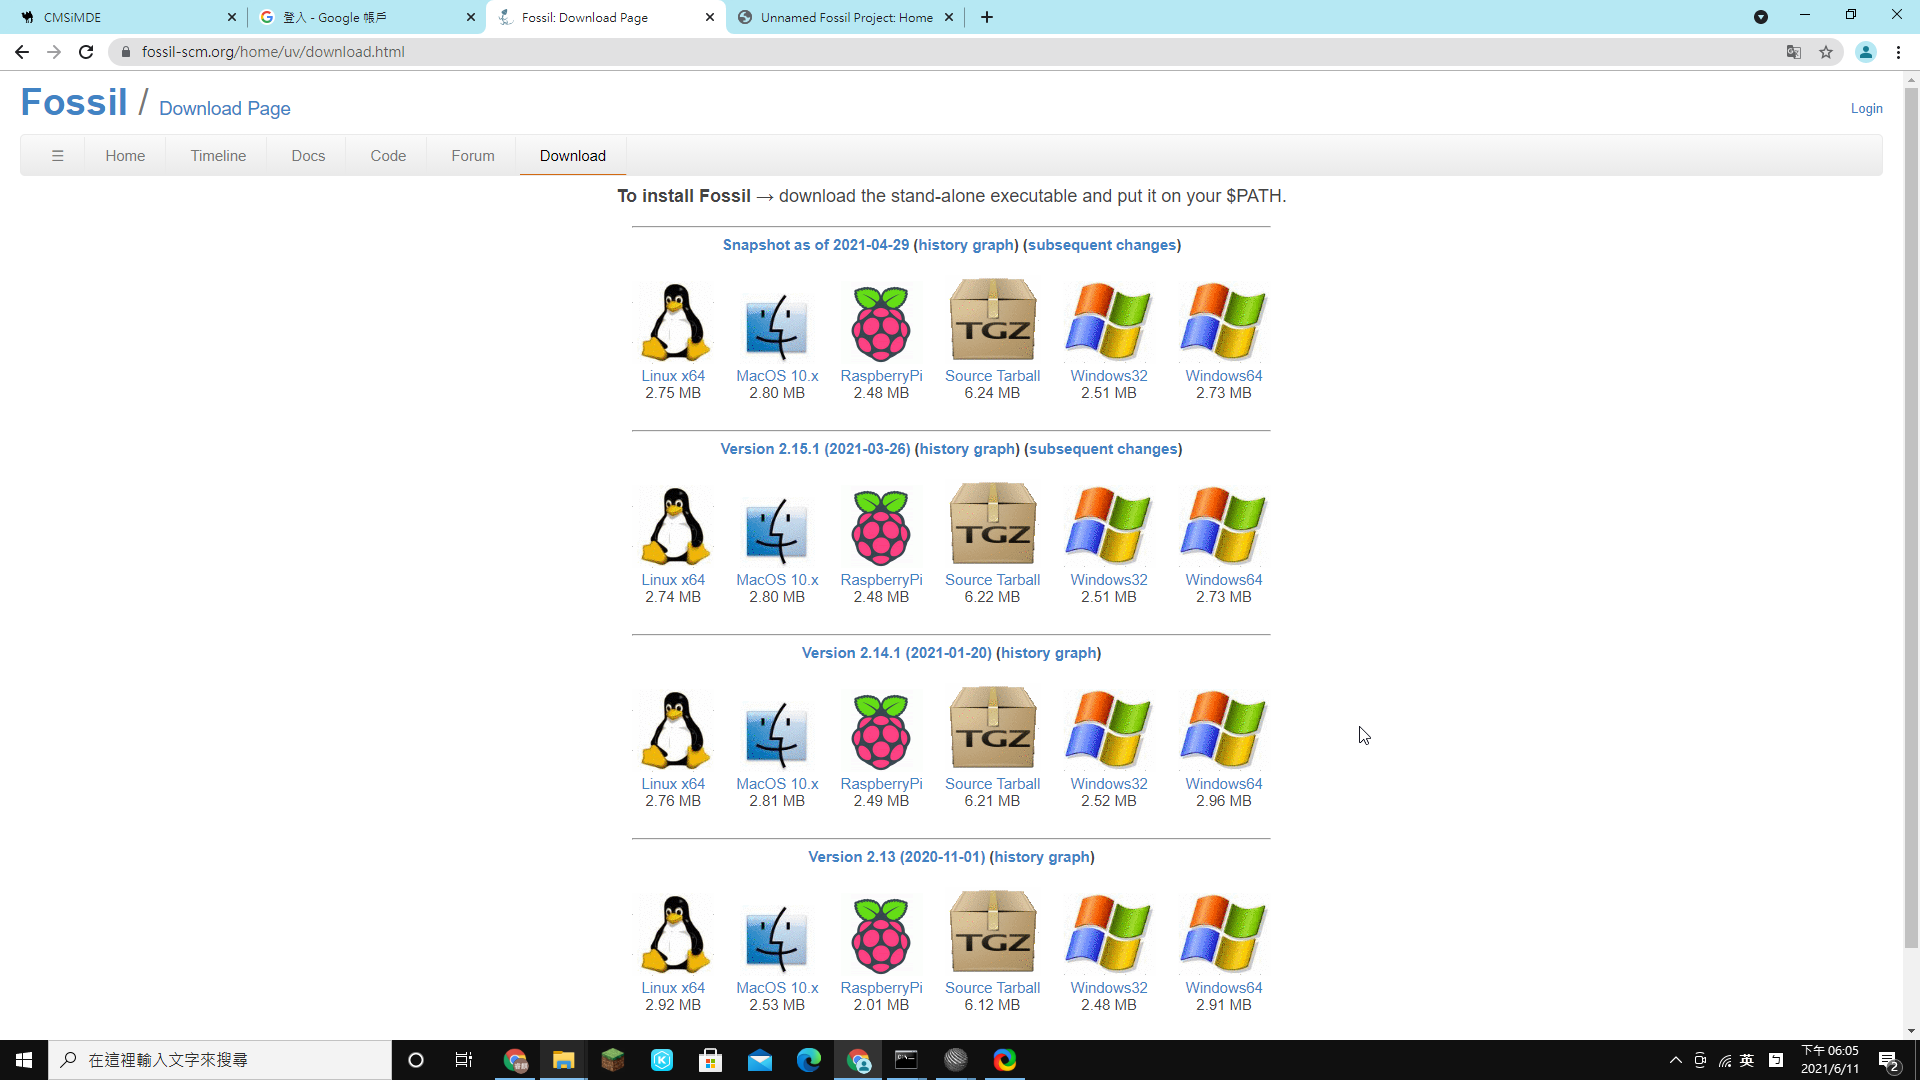 CMSiMDE
登入 - Google 帳戶
Fossil: Download Page
Unnamed Fossil Project: Home
fossil-scm.org/home/uv/download.html
Fossil / Download Page
Login
☰ Home Timeline Docs Code Forum Download
To install Fossil → download the stand-alone executable and put it on your $PATH.
Snapshot as of 2021-04-29 (history graph) (subsequent changes)
TGZ
Linux x64 MacOS 10.x RaspberryPi Source Tarball Windows32 Windows64
2.75 MB 2.80 MB 2.48 MB 6.24 MB 2.51 MB 2.73 MB
Version 2.15.1 (2021-03-26) (history graph) (subsequent changes)
TGZ
Linux x64 MacOS 10.x RaspberryPi Source Tarball Windows32 Windows64
2.74 MB 2.80 MB 2.48 MB 6.22 MB 2.51 MB 2.73 MB
Version 2.14.1 (2021-01-20) (history graph)
TGZ
Linux x64 MacOS 10.x RaspberryPi Source Tarball Windows32 Windows64
2.76 MB 2.81 MB 2.49 MB 6.21 MB 2.52 MB 2.96 MB
Version 2.13 (2020-11-01) (history graph)
TGZ
Linux x64 MacOS 10.x RaspberryPi Source Tarball Windows32 Windows64
2.92 MB 2.53 MB 2.01 MB 6.12 MB 2.48 MB 2.91 MB
在這裡輸入文字來搜尋
英
下午 06:05
2021/6/11
2